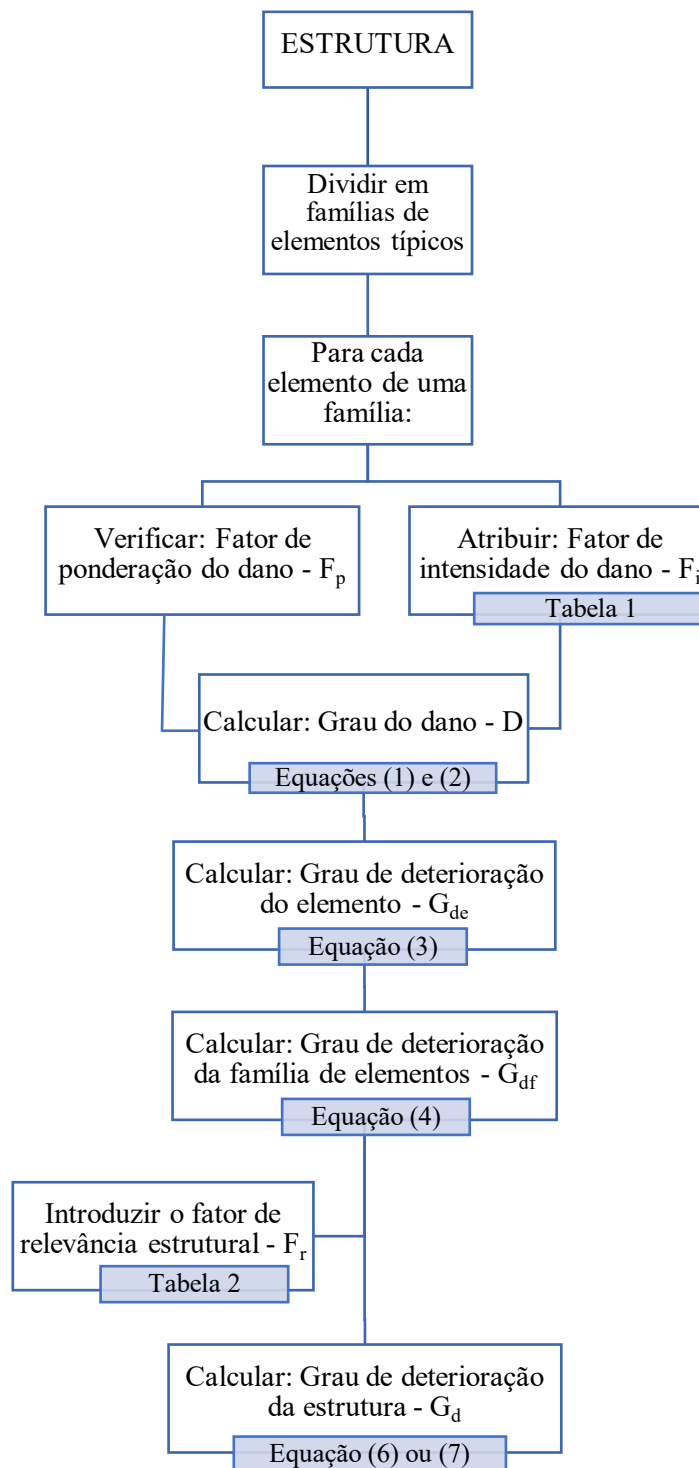 ESTRUTURA
Dividir em
famílias de
elementos típicos
Para cada
elemento de uma
família:
Verificar: Fator de
ponderação do dano - Fp
Atribuir: Fator de
intensidade do dano - Fi
Tabela 1
Calcular: Grau do dano - D
Equações (1) e (2)
Calcular: Grau de deterioração
do elemento - Gde
Equação (3)
Calcular: Grau de deterioração
da família de elementos - Gdf
Equação (4)
Introduzir o fator de
relevância estrutural - Fr
Tabela 2
Calcular: Grau de deterioração
da estrutura - Gd
Equação (6) ou (7)